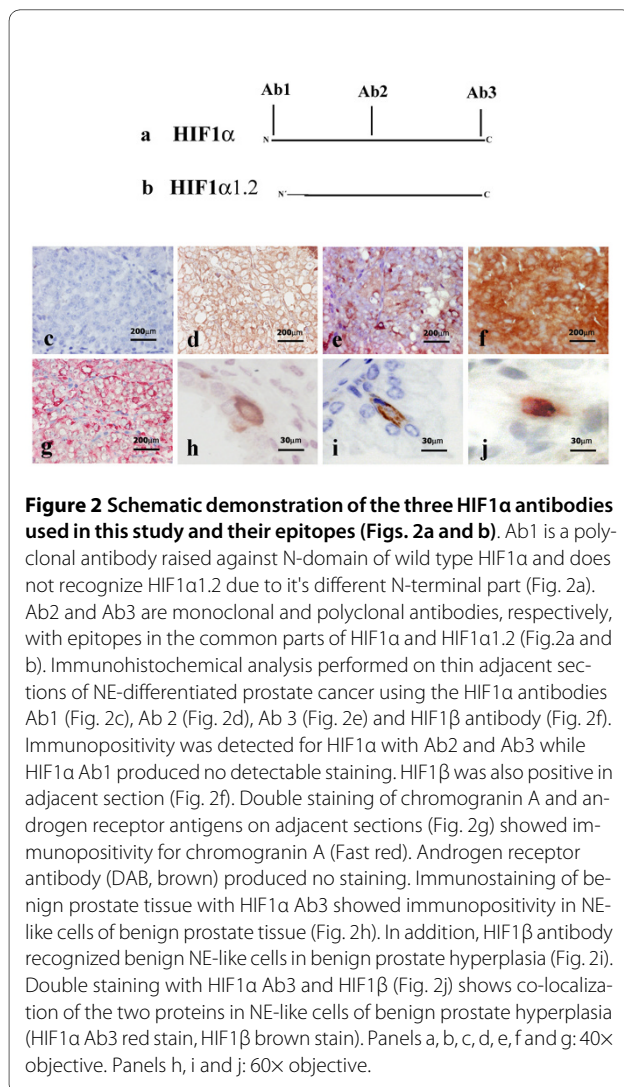 Ab1 Ab2 Ab3
a HIF1α N C
b HIF1α1.2 N' C
c 200μm d 200μm e 200μm f 200μm
g 200μm h 30μm i 30μm j 30μm
Figure 2 Schematic demonstration of the three HIF1α antibodies
used in this study and their epitopes (Figs. 2a and b). Ab1 is a poly-
clonal antibody raised against N-domain of wild type HIF1α and does
not recognize HIF1α1.2 due to it's different N-terminal part (Fig. 2a).
Ab2 and Ab3 are monoclonal and polyclonal antibodies, respectively,
with epitopes in the common parts of HIF1α and HIF1α1.2 (Fig.2a and
b). Immunohistochemical analysis performed on thin adjacent sec-
tions of NE-differentiated prostate cancer using the HIF1α antibodies
Ab1 (Fig. 2c), Ab 2 (Fig. 2d), Ab 3 (Fig. 2e) and HIF1β antibody (Fig. 2f).
Immunopositivity was detected for HIF1α with Ab2 and Ab3 while
HIF1α Ab1 produced no detectable staining. HIF1β was also positive in
adjacent section (Fig. 2f). Double staining of chromogranin A and an-
drogen receptor antigens on adjacent sections (Fig. 2g) showed im-
munopositivity for chromogranin A (Fast red). Androgen receptor
antibody (DAB, brown) produced no staining. Immunostaining of be-
nign prostate tissue with HIF1α Ab3 showed immunopositivity in NE-
like cells of benign prostate tissue (Fig. 2h). In addition, HIF1β antibody
recognized benign NE-like cells in benign prostate hyperplasia (Fig. 2i).
Double staining with HIF1α Ab3 and HIF1β (Fig. 2j) shows co-locali-
zation of the two proteins in NE-like cells of benign prostate hyperplasia
(HIF1α Ab3 red stain, HIF1β brown stain). Panels a, b, c, d, e, f and g: 40×
objective. Panels h, i and j: 60× objective.